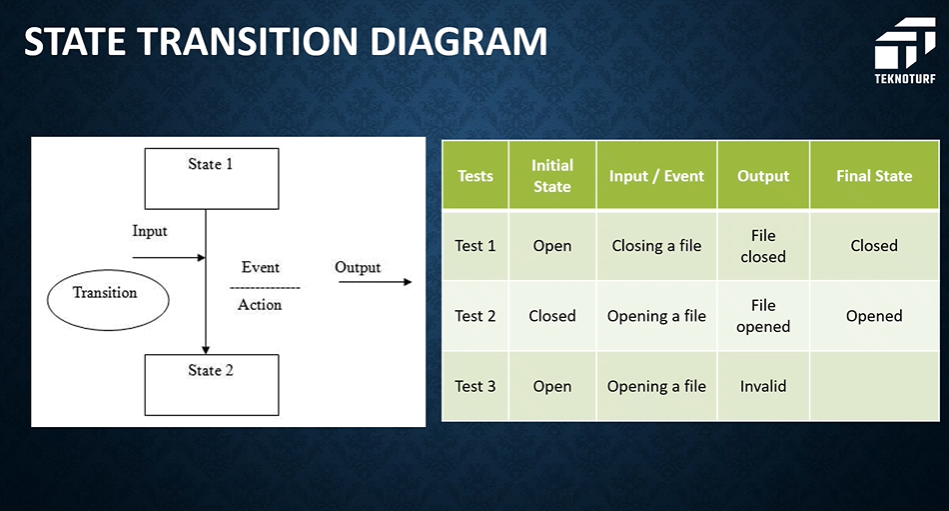 STATE TRANSITION DIAGRAM
TEKNOTURF
State 1
Input
Transition
Event
Action
Output
State 2
Tests
Initial
State
Input / Event
Output
Final State
Test 1
Open
Closing a file
File
closed
Closed
Test 2
Closed
Opening a file
File
opened
Opened
Test 3
Open
Opening a file
Invalid